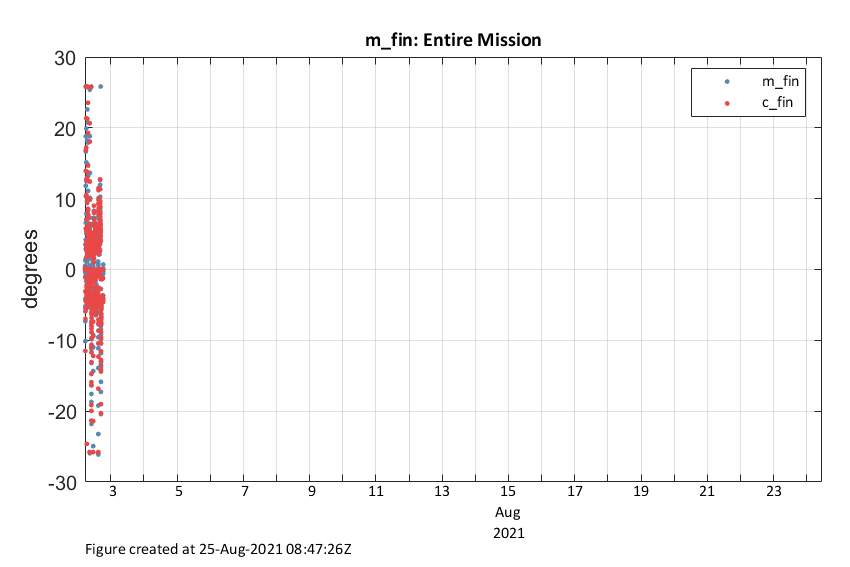 m_fin: Entire Mission
30
20
10
0
-10
-20
-30
degrees
m_fin
c_fin
3 5 7 9 11 13 15 17 19 21 23
Aug
2021
Figure created at 25-Aug-2021 08:47:26Z